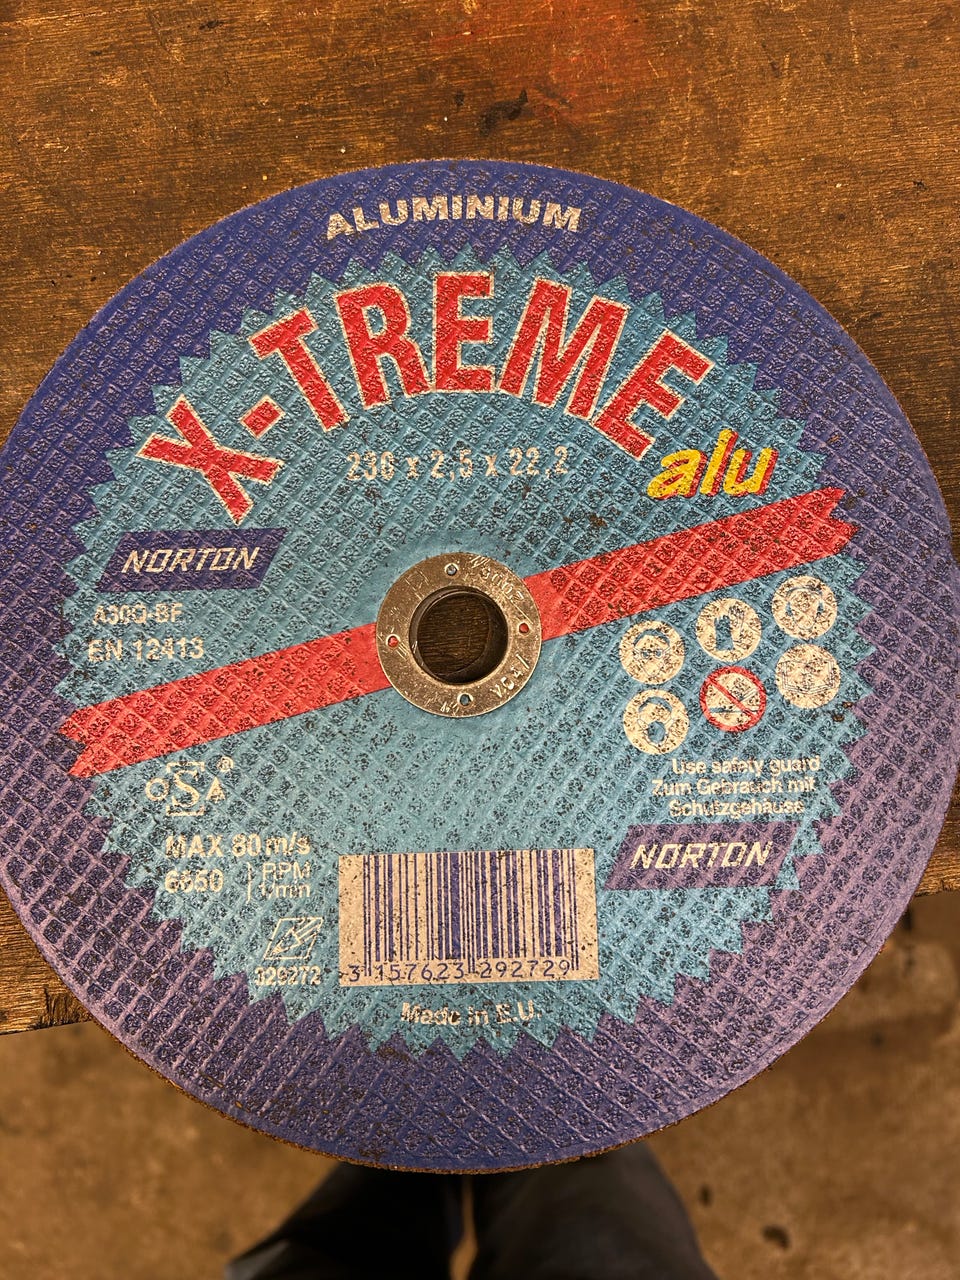 ALUMINIUM
X-TREME
alu
230 x 2,5 x 22,2
NORTON
A30Q-BF
EN 12413
oSa®
MAX 80 m/s
6650 RPM
1/min
329272
3 157623 292729
Made in E.U.
Use safety guard
Zum Gebrauch mit
Schutzgehäuse
NORTON